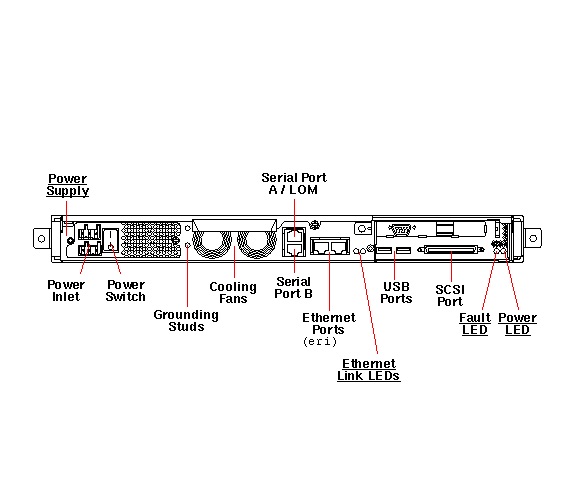 Serial Port
A / LOM
Power
Supply
Power
Inlet
Power
Switch
Grounding
Studs
Cooling
Fans
Serial
Port B
Ethernet
Ports
(eri)
Ethernet
Link LEDs
USB
Ports
SCSI
Port
Fault
LED
Power
LED